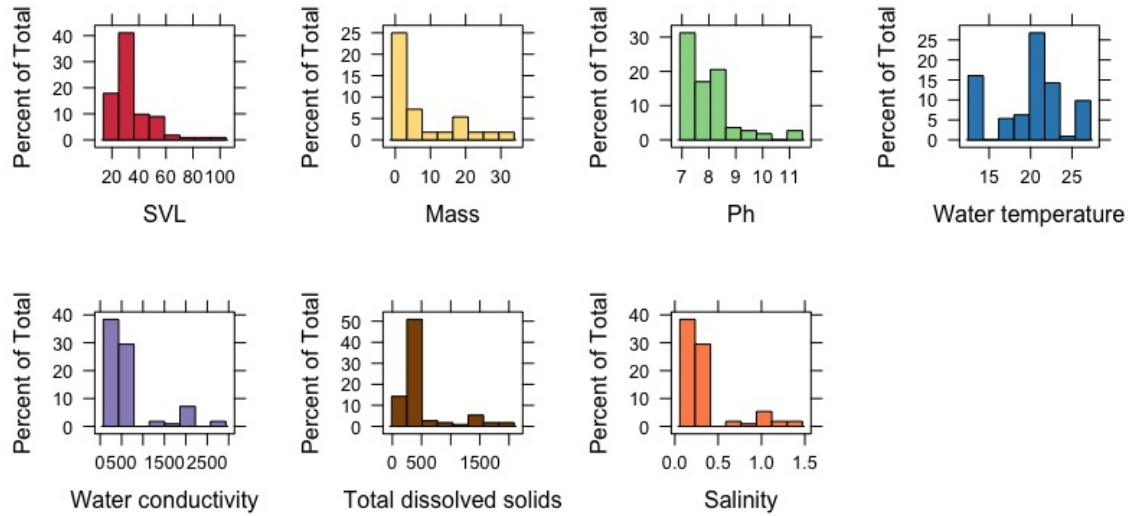 Percent of Total
40
30
20
10
0
20 40 60 80 100
SVL
Percent of Total
25
20
15
10
5
0
0 10 20 30
Mass
Percent of Total
30
20
10
0
7 8 9 10 11
Ph
Percent of Total
25
20
15
10
5
0
15 20 25
Water temperature
Percent of Total
40
30
20
10
0
0 500 1500 2500
Water conductivity
Percent of Total
50
40
30
20
10
0
0 500 1500
Total dissolved solids
Percent of Total
40
30
20
10
0
0.0 0.5 1.0 1.5
Salinity